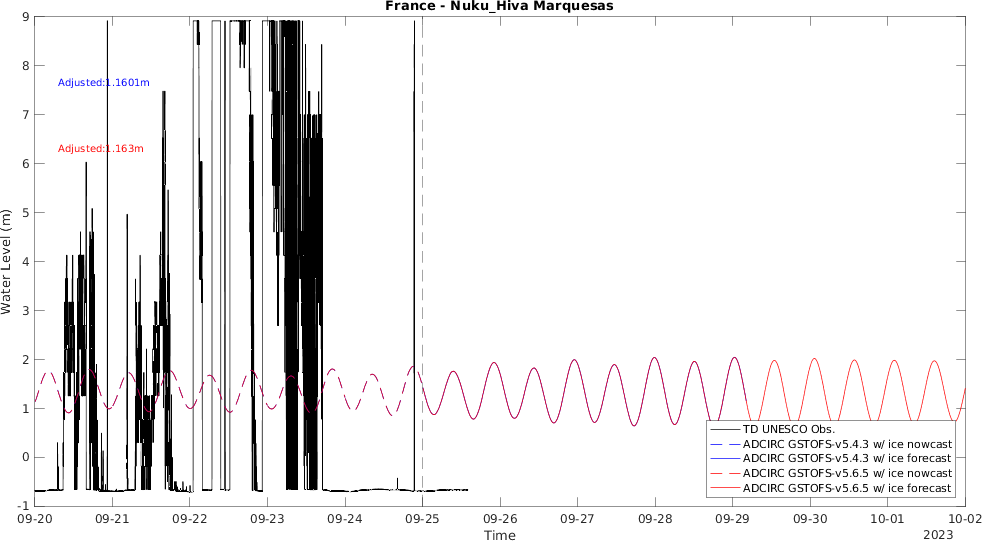 France - Nuku_Hiva Marquesas
9
8
7
6
5
4
3
2
1
0
-1
Water Level (m)
Adjusted:1.1601m
Adjusted:1.163m
TD UNESCO Obs.
ADCIRC GSTOFS-v5.4.3 w/ ice nowcast
ADCIRC GSTOFS-v5.4.3 w/ ice forecast
ADCIRC GSTOFS-v5.6.5 w/ ice nowcast
ADCIRC GSTOFS-v5.6.5 w/ ice forecast
09-20 09-21 09-22 09-23 09-24 09-25 09-26 09-27 09-28 09-29 09-30 10-01 10-02
Time
2023